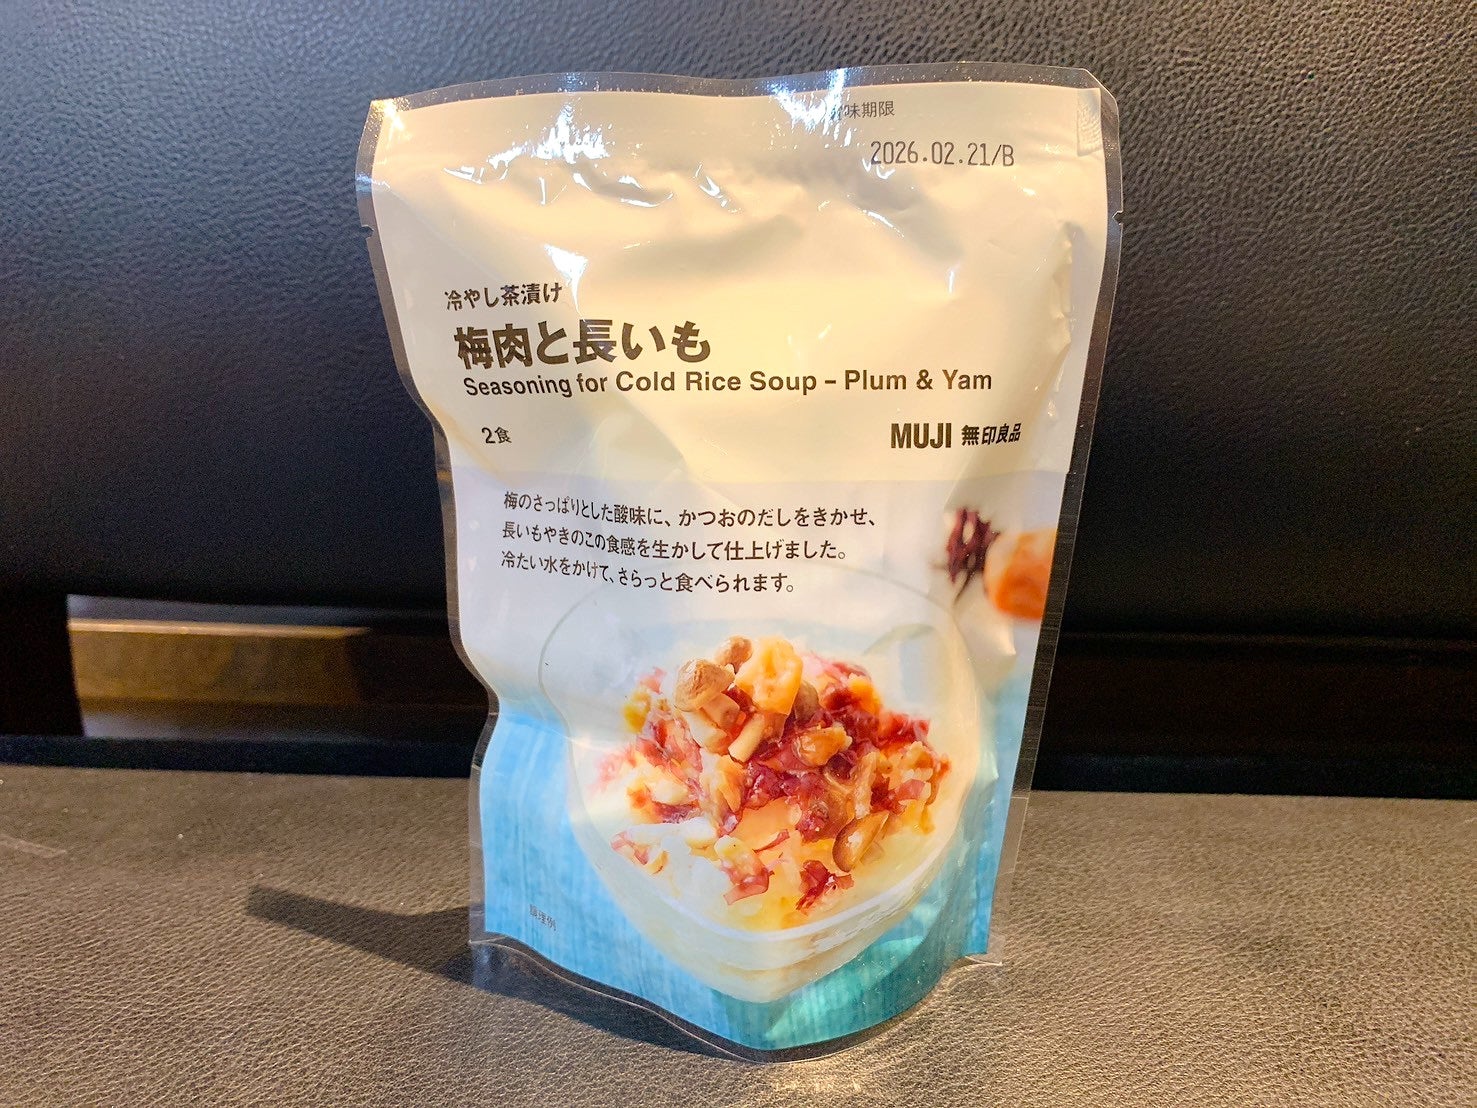 賞味期限
2026.02.21/B
冷やし茶漬け
梅肉と長いも
Seasoning for Cold Rice Soup – Plum & Yam
2食
MUJI 無印良品
梅のさっぱりとした酸味に、かつおのだしをきかせ、
長いもやきのこの食感を生かして仕上げました。
冷たい水をかけて、さらっと食べられます。
調理例